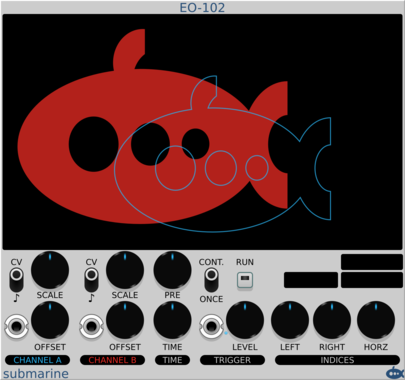 EO-102
CV CV CONT. RUN
♪ SCALE ♪ SCALE PRE ONCE
OFFSET OFFSET TIME LEVEL LEFT RIGHT HORZ
CHANNEL A CHANNEL B TIME TRIGGER INDICES
submarine